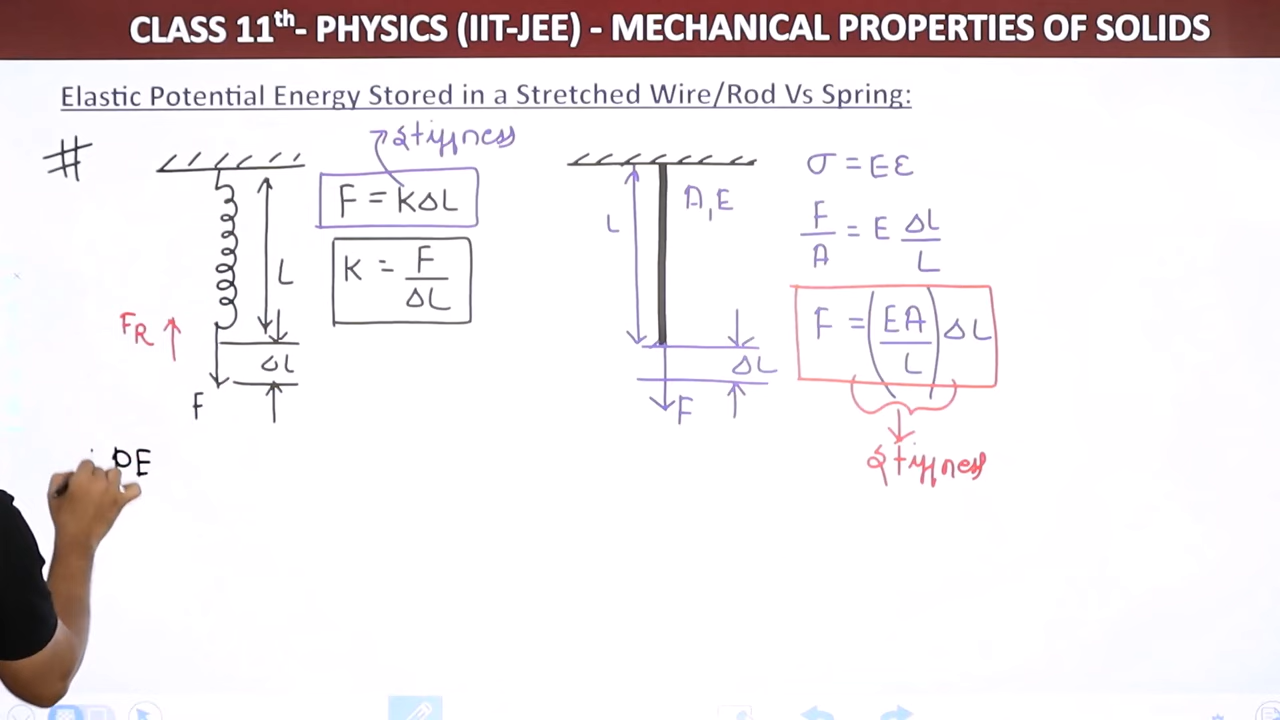 CLASS 11th- PHYSICS (IIT-JEE) - MECHANICAL PROPERTIES OF SOLIDS
Elastic Potential Energy Stored in a Stretched Wire/Rod Vs Spring:
#
Stiffness
F = KΔL
K = F/ΔL
L
ΔL
FR
F
PE
A, E
L
ΔL
F
σ = Eε
F/A = E ΔL/L
F = (EA/L) ΔL
Stiffness